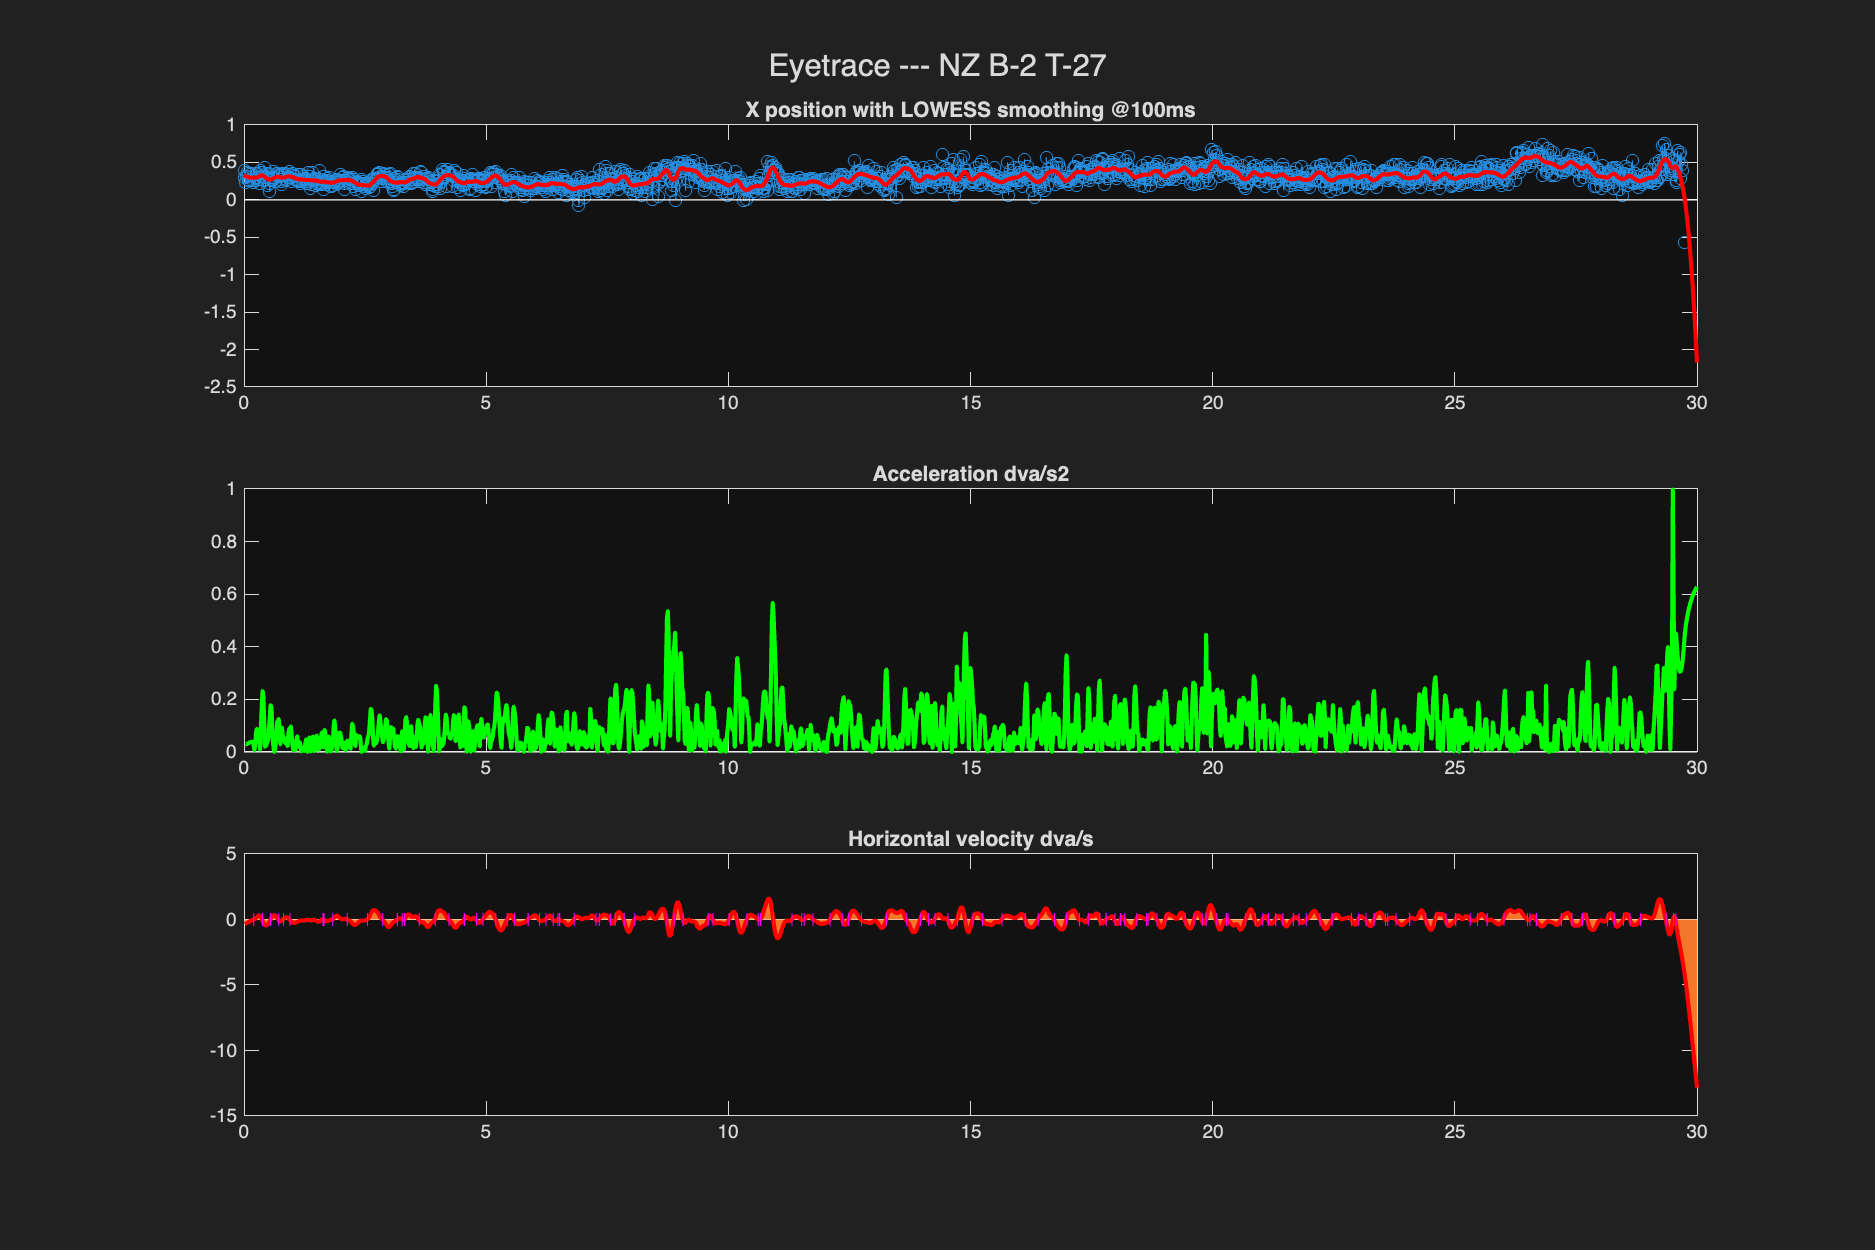 Eyetrace --- NZ B-2 T-27
X position with LOWESS smoothing @100ms
1
0.5
0
-0.5
-1
-1.5
-2
-2.5
0 5 10 15 20 25 30
Acceleration dva/s2
1
0.8
0.6
0.4
0.2
0
0 5 10 15 20 25 30
Horizontal velocity dva/s
5
0
-5
-10
-15
0 5 10 15 20 25 30